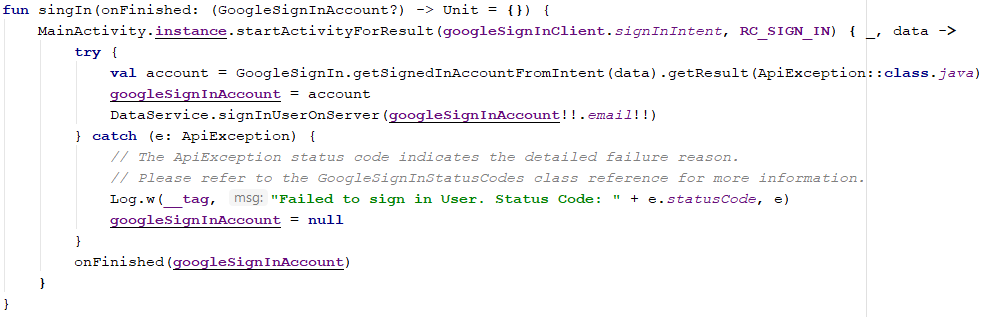 fun singIn(onFinished: (GoogleSignInAccount?) -> Unit = {}) {
MainActivity.instance.startActivityForResult(googleSignInClient.signInIntent, RC_SIGN_IN) { _, data ->
try {
val account = GoogleSignIn.getSignedInAccountFromIntent(data).getResult(ApiException::class.java)
googleSignInAccount = account
DataService.signInUserOnServer(googleSignInAccount!!.email!!)
} catch (e: ApiException) {
// The ApiException status code indicates the detailed failure reason.
// Please refer to the GoogleSignInStatusCodes class reference for more information.
Log.w(__tag, msg: "Failed to sign in User. Status Code: " + e.statusCode, e)
googleSignInAccount = null
}
onFinished(googleSignInAccount)
}
}